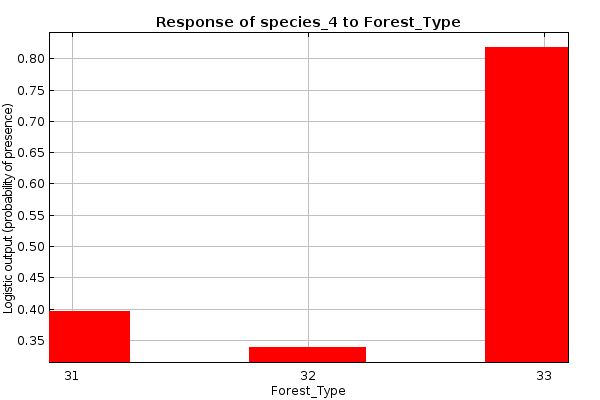 Response of species_4 to Forest_Type
Logistic output (probability of presence)
0.80
0.75
0.70
0.65
0.60
0.55
0.50
0.45
0.40
0.35
31 32 33
Forest_Type